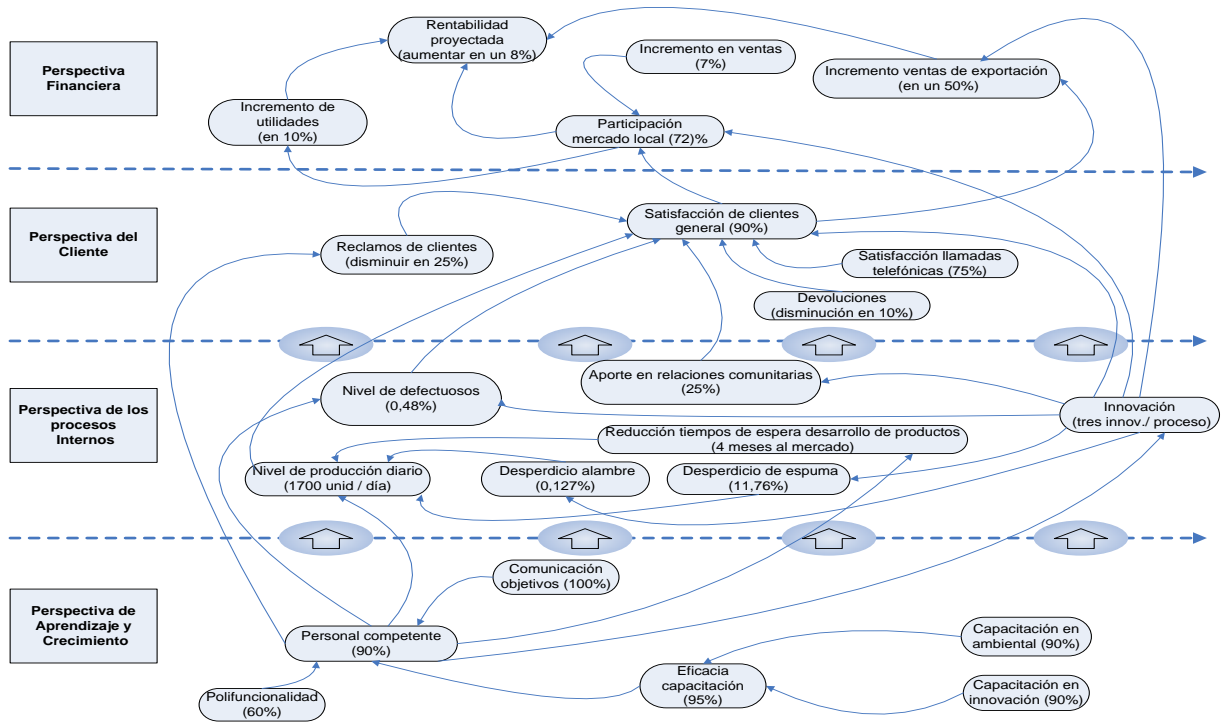 Perspectiva
Financiera
Rentabilidad
proyectada
(aumentar en un 8%)
Incremento en ventas
(7%)
Incremento ventas de exportación
(en un 50%)
Incremento de
utilidades
(en 10%)
Participación
mercado local (72)%
Perspectiva del
Cliente
Satisfacción de clientes
general (90%)
Reclamos de clientes
(disminuir en 25%)
Satisfacción llamadas
telefónicas (75%)
Devoluciones
(disminución en 10%)
Perspectiva de los
procesos
Internos
Aporte en relaciones comunitarias
(25%)
Nivel de defectuosos
(0,48%)
Innovación
(tres innov./ proceso)
Reducción tiempos de espera desarrollo de productos
(4 meses al mercado)
Nivel de producción diario
(1700 unid / día)
Desperdicio alambre
(0,127%)
Desperdicio de espuma
(11,76%)
Perspectiva de
Aprendizaje y
Crecimiento
Comunicación
objetivos (100%)
Personal competente
(90%)
Capacitación en
ambiental (90%)
Eficacia
capacitación
(95%)
Polifuncionalidad
(60%)
Capacitación en
innovación (90%)